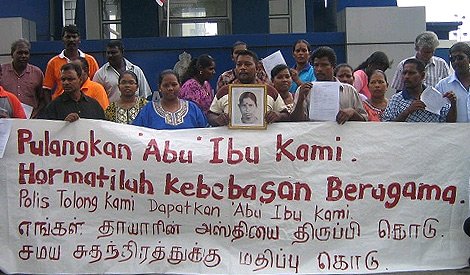 Pulangkan 'Abu' Ibu Kami.
Hormatilah Kebebasan Beragama.
Polis Tolong Kami Dapatkan 'Abu Ibu Kami.
எங்கள் தாயாரின் அஸ்தியை திருப்பி கொடு.
சமய சுதந்திரத்துக்கு மதிப்பு கொடு.